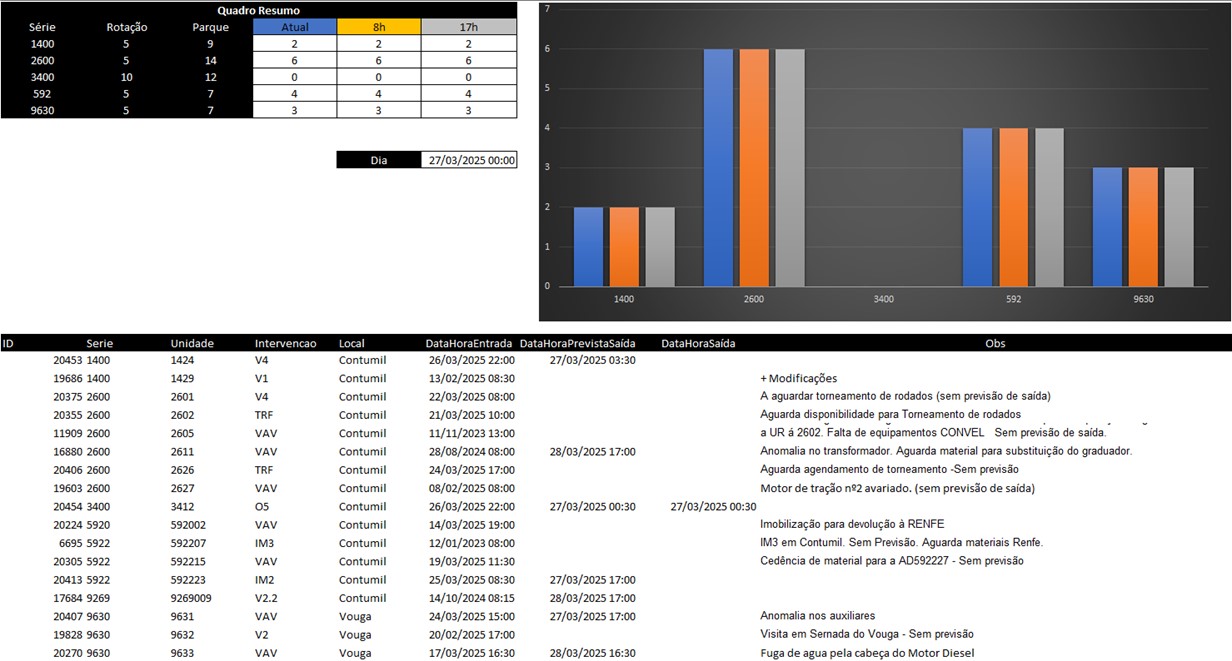 Quadro Resumo
Série Rotação Parque Atual 8h 17h
1400 5 9 2 2 2
2600 5 14 6 6 6
3400 10 12 0 0 0
592 5 7 4 4 4
9630 5 7 3 3 3
Dia 27/03/2025 00:00
7
6
5
4
3
2
1
0
1400 2600 3400 592 9630
ID Serie Unidade Intervencao Local DataHoraEntrada DataHoraPrevistaSaída DataHoraSaída Obs
20453 1400 1424 V4 Contumil 26/03/2025 22:00 27/03/2025 03:30
19686 1400 1429 V1 Contumil 13/02/2025 08:30 + Modificações
20375 2600 2601 V4 Contumil 22/03/2025 08:00 A aguardar torneamento de rodados (sem previsão de saída)
20355 2600 2602 TRF Contumil 21/03/2025 10:00 Aguarda disponibilidade para Torneamento de rodados
11909 2600 2605 VAV Contumil 11/11/2023 13:00 a UR á 2602. Falta de equipamentos CONVEL Sem previsão de saída.
16880 2600 2611 VAV Contumil 28/08/2024 08:00 28/03/2025 17:00 Anomalia no transformador. Aguarda material para substituição do graduador.
20406 2600 2626 TRF Contumil 24/03/2025 17:00 Aguarda agendamento de torneamento -Sem previsão
19603 2600 2627 VAV Contumil 08/02/2025 08:00 Motor de tração nº2 avariado. (sem previsão de saída)
20454 3400 3412 O5 Contumil 26/03/2025 22:00 27/03/2025 00:30 27/03/2025 00:30
20224 5920 592002 VAV Contumil 14/03/2025 19:00 Imobilização para devolução à RENFE
6695 5922 592207 IM3 Contumil 12/01/2023 08:00 IM3 em Contumil. Sem Previsão. Aguarda materiais Renfe.
20305 5922 592215 VAV Contumil 19/03/2025 11:30 Cedência de material para a AD592227 - Sem previsão
20413 5922 592223 IM2 Contumil 25/03/2025 08:30 27/03/2025 17:00
17684 9269 9269009 V2.2 Contumil 14/10/2024 08:15 28/03/2025 17:00
20407 9630 9631 VAV Vouga 24/03/2025 15:00 27/03/2025 17:00 Anomalia nos auxiliares
19828 9630 9632 V2 Vouga 20/02/2025 17:00 Visita em Sernada do Vouga - Sem previsão
20270 9630 9633 VAV Vouga 17/03/2025 16:30 28/03/2025 16:30 Fuga de agua pela cabeça do Motor Diesel